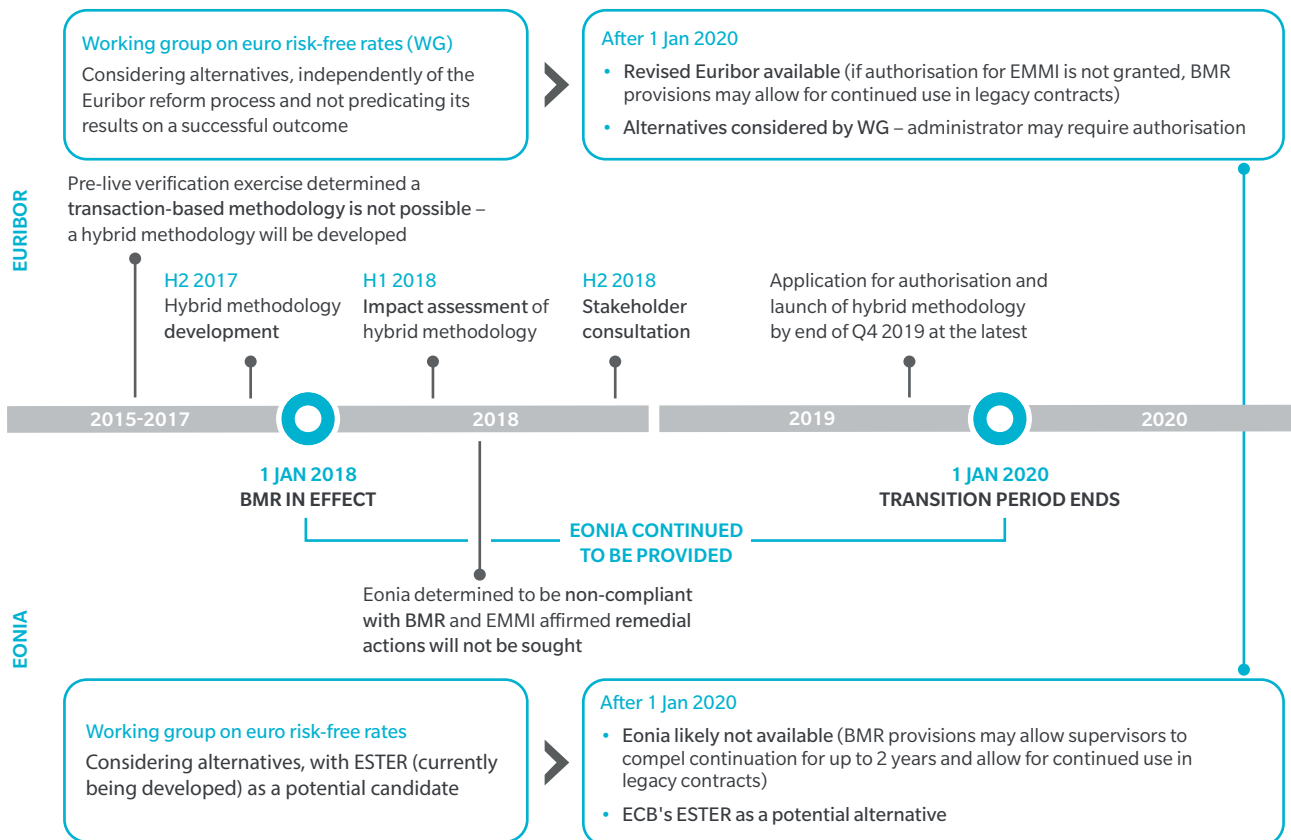 Working group on euro risk-free rates (WG)
Considering alternatives, independently of the
Euribor reform process and not predicating its
results on a successful outcome
After 1 Jan 2020
• Revised Euribor available (if authorisation for EMMI is not granted, BMR
provisions may allow for continued use in legacy contracts)
• Alternatives considered by WG – administrator may require authorisation
EURIBOR
Pre-live verification exercise determined a
transaction-based methodology is not possible –
a hybrid methodology will be developed
H2 2017
Hybrid methodology
development
H1 2018
Impact assessment of
hybrid methodology
H2 2018
Stakeholder
consultation
Application for authorisation and
launch of hybrid methodology
by end of Q4 2019 at the latest
2015-2017
2018
2019
2020
1 JAN 2018
BMR IN EFFECT
1 JAN 2020
TRANSITION PERIOD ENDS
EONIA CONTINUED
TO BE PROVIDED
EONIA
Eonia determined to be non-compliant
with BMR and EMMI affirmed remedial
actions will not be sought
Working group on euro risk-free rates
Considering alternatives, with ESTER (currently
being developed) as a potential candidate
After 1 Jan 2020
• Eonia likely not available (BMR provisions may allow supervisors to
compel continuation for up to 2 years and allow for continued use in
legacy contracts)
• ECB's ESTER as a potential alternative